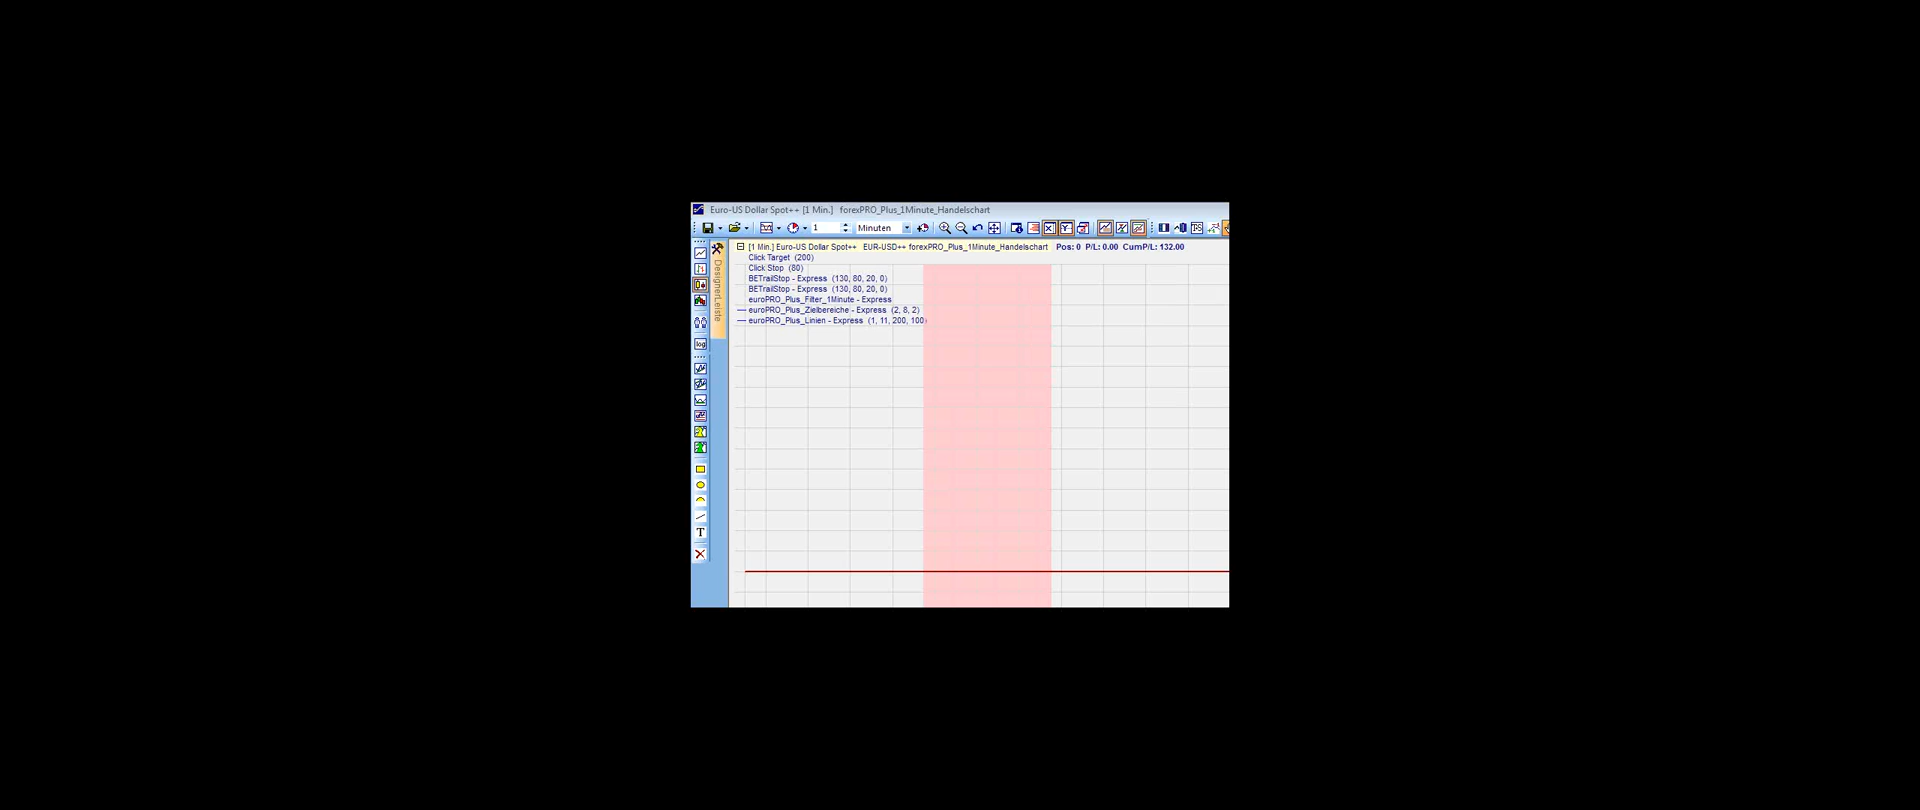 Euro-US Dollar Spot++ [1 Min.] forexPRO_Plus_1Minute_Handelschart
1 Minuten
[1 Min.] Euro-US Dollar Spot++ EUR-USD++ forexPRO_Plus_1Minute_Handelschart Pos: 0 P/L: 0.00 CumP/L: 132.00
Click Target (200)
Click Stop (80)
BETrailStop - Express (130, 80, 20, 0)
BETrailStop - Express (130, 80, 20, 0)
euroPRO_Plus_Filter_1Minute - Express
euroPRO_Plus_Zielbereiche - Express (2, 8, 2)
euroPRO_Plus_Linien - Express (1, 11, 200, 100)
DesignerLeiste
log
T